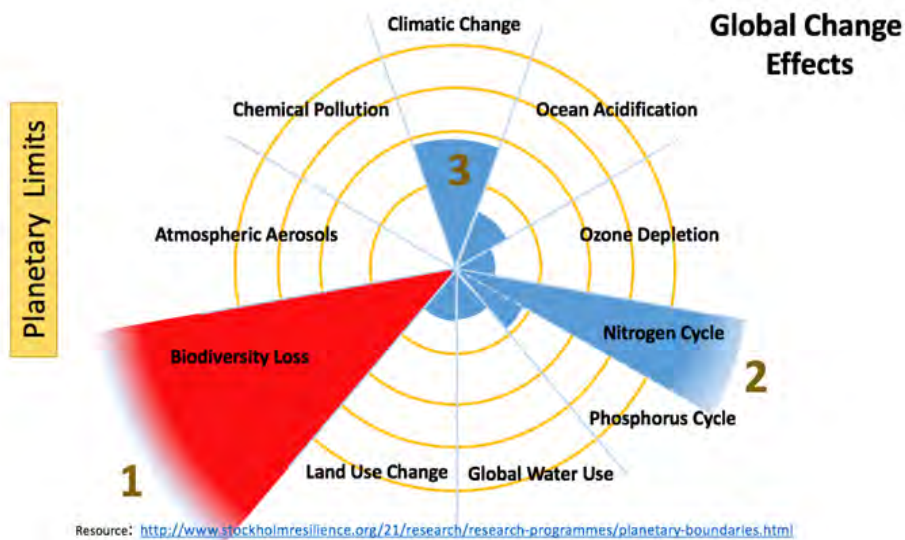 Global Change
Effects
Planetary Limits
Climatic Change
Chemical Pollution
Ocean Acidification
3
Atmospheric Aerosols
Ozone Depletion
Nitrogen Cycle
Biodiversity Loss
2
Phosphorus Cycle
1
Land Use Change
Global Water Use
Resource: http://www.stockholmresilience.org/21/research/research-programmes/planetary-boundaries.html